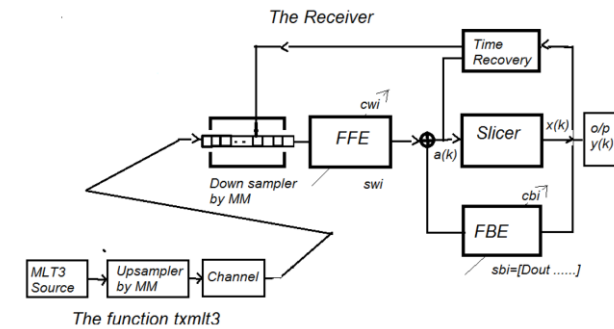 The Receiver
Time
Recovery
cwi
FFE
swi
Down sampler
by MM
a(k)
Slicer
x(k)
o/p
y(k)
cbi
FBE
sbi=[Dout ......]
MLT3
Source
Upsampler
by MM
Channel
The function txmlt3